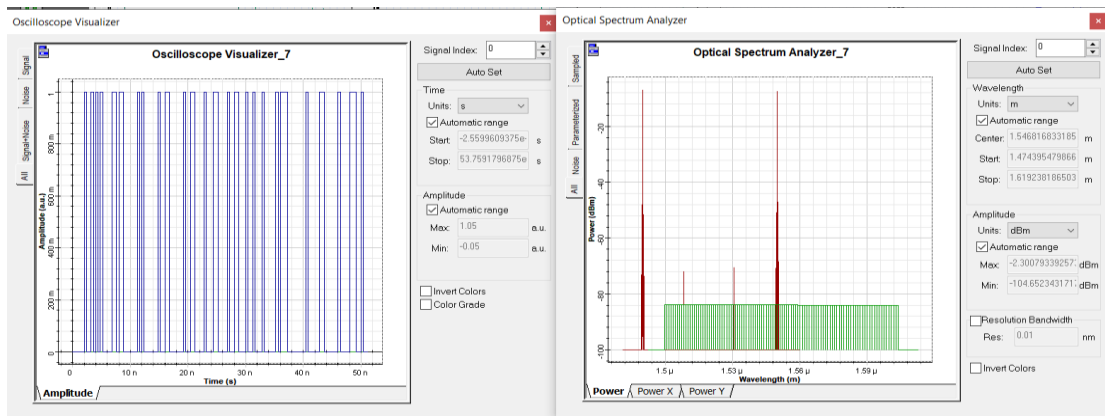 Oscilloscope Visualizer
×
Oscilloscope Visualizer_7
Signal
Noise
Signal+Noise
All
Amplitude (a.u.)
1
800 m
600 m
400 m
200 m
0
0 10 n 20 n 30 n 40 n 50 n
Time (s)
Amplitude
Signal Index: 0
Auto Set
Time
Units: s
Automatic range
Start: -2.5599609375e- s
Stop: 53.7591796875e s
Amplitude
Automatic range
Max: 1.05 a.u.
Min: -0.05 a.u.
Invert Colors
Color Grade
Optical Spectrum Analyzer
×
Optical Spectrum Analyzer_7
Sampled
Parameterized
Noise
All
Power (dBm)
-20
-40
-60
-80
-100
1.5 µ 1.53 µ 1.56 µ 1.59 µ
Wavelength (m)
Power Power X Power Y
Signal Index: 0
Auto Set
Wavelength
Units: m
Automatic range
Center: 1.546816833185 m
Start: 1.474395479866 m
Stop: 1.619238186503 m
Amplitude
Units: dBm
Automatic range
Max: dBm
Min: dBm
Resolution Bandwidth
Res: 0.01 nm
Invert Colors